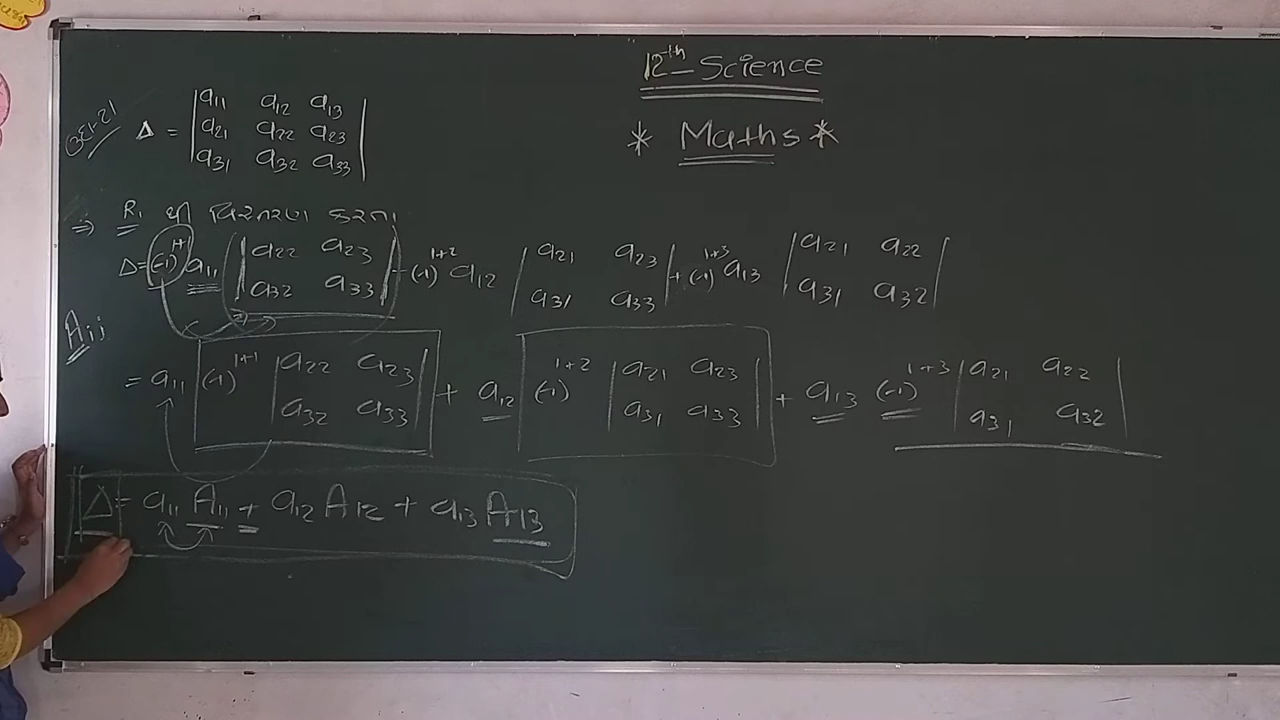 12th Science
* Maths *
Δ = | a11 a12 a13 |
| a21 a22 a23 |
| a31 a32 a33 |
⇒ R1
Δ = (-1)^1+1 a11 | a22 a23 | + (-1)^1+2 a12 | a21 a23 | + (-1)^1+3 a13 | a21 a22 |
| a32 a33 | | a31 a33 | | a31 a32 |
Aij
= a11 (-1)^1+1 | a22 a23 | + a12 (-1)^1+2 | a21 a23 | + a13 (-1)^1+3 | a21 a22 |
| a32 a33 | | a31 a33 | | a31 a32 |
Δ = a11 A11 + a12 A12 + a13 A13